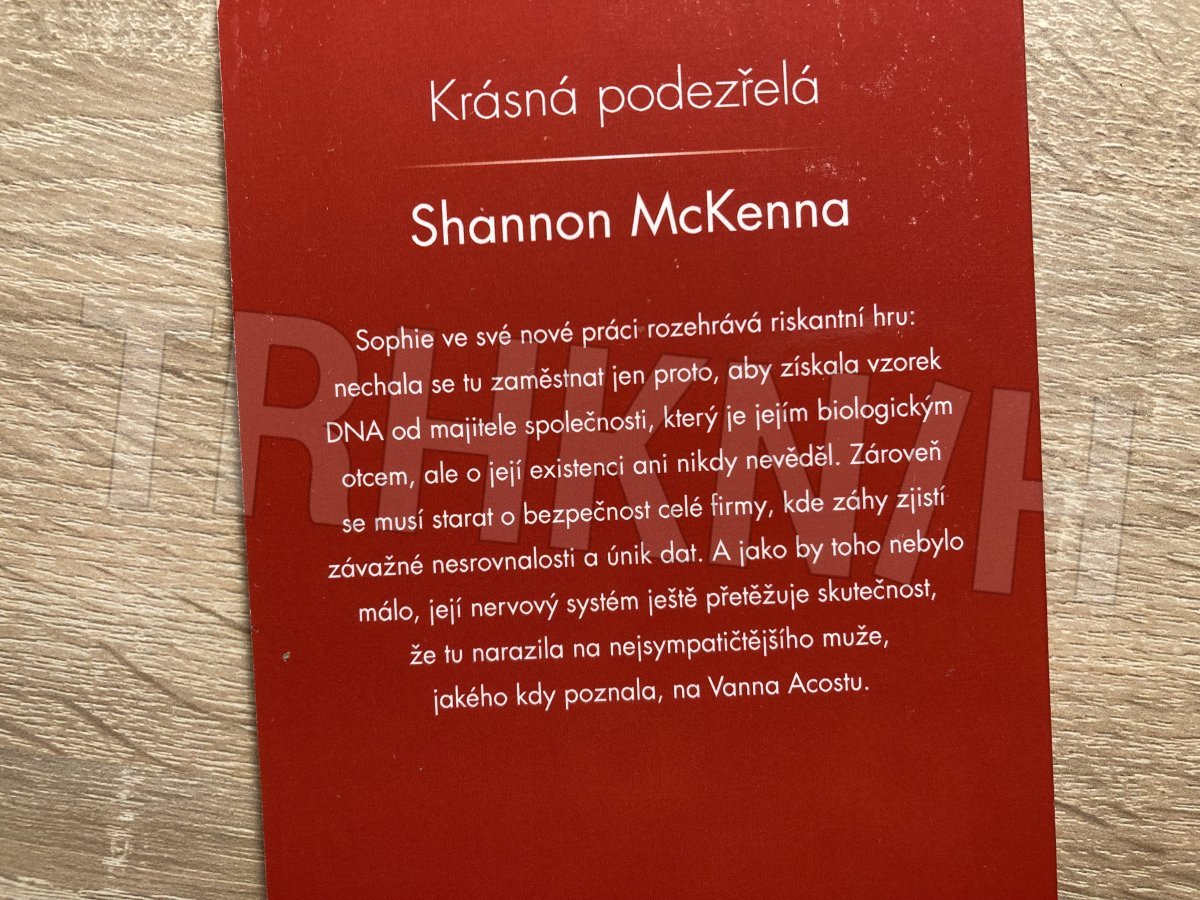 Krásná podezřelá
Shannon McKenna
Sophie ve své nové práci rozehrává riskantní hru:
nechala se tu zaměstnat jen proto, aby získala vzorek
DNA od majitele společnosti, který je jejím biologickým
otcem, ale o její existenci ani nikdy nevěděl. Zároveň
se musí starat o bezpečnost celé firmy, kde záhy zjistí
závažné nesrovnalosti a únik dat. A jako by toho nebylo
málo, její nervový systém ještě přetěžuje skutečnost,
že tu narazila na nejsympatičtějšího muže,
jakého kdy poznala, na Vanna Acostu.
TRHKNIH